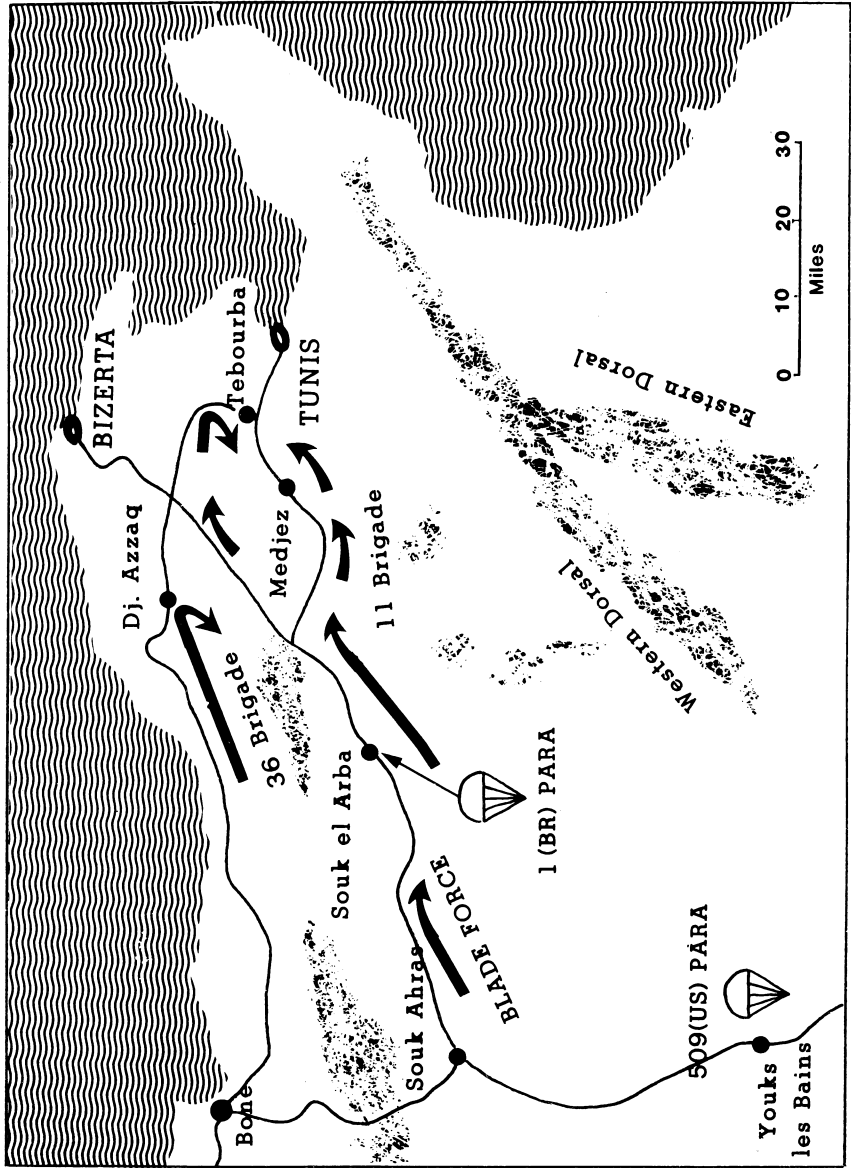 BIZERTA
Tebourba
TUNIS
Dj. Azzaq
Medjez
36 Brigade
11 Brigade
Souk el Arba
1 (BR) PARA
BLADE FORCE
Souk Ahras
Bone
509(US) PARA
Youks
les Bains
Western Dorsal
Eastern Dorsal
0 10 20 30
Miles